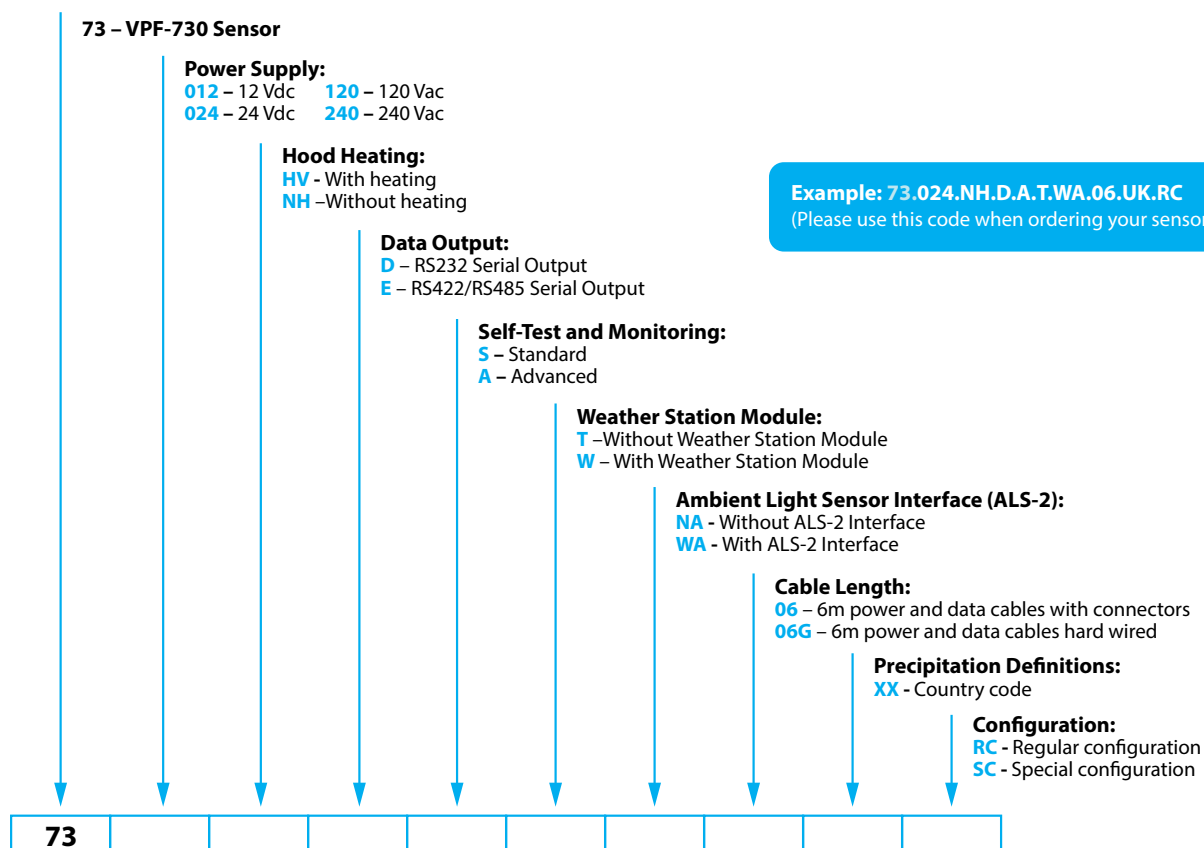 73 – VPF-730 Sensor
Power Supply:
012 – 12 Vdc 120 – 120 Vac
024 – 24 Vdc 240 – 240 Vac
Hood Heating:
HV - With heating
NH –Without heating
Example: 73.024.NH.D.A.T.WA.06.UK.RC
(Please use this code when ordering your sensor
Data Output:
D – RS232 Serial Output
E – RS422/RS485 Serial Output
Self-Test and Monitoring:
S – Standard
A – Advanced
Weather Station Module:
T –Without Weather Station Module
W – With Weather Station Module
Ambient Light Sensor Interface (ALS-2):
NA - Without ALS-2 Interface
WA - With ALS-2 Interface
Cable Length:
06 – 6m power and data cables with connectors
06G – 6m power and data cables hard wired
Precipitation Definitions:
XX - Country code
Configuration:
RC - Regular configuration
SC - Special configuration
73